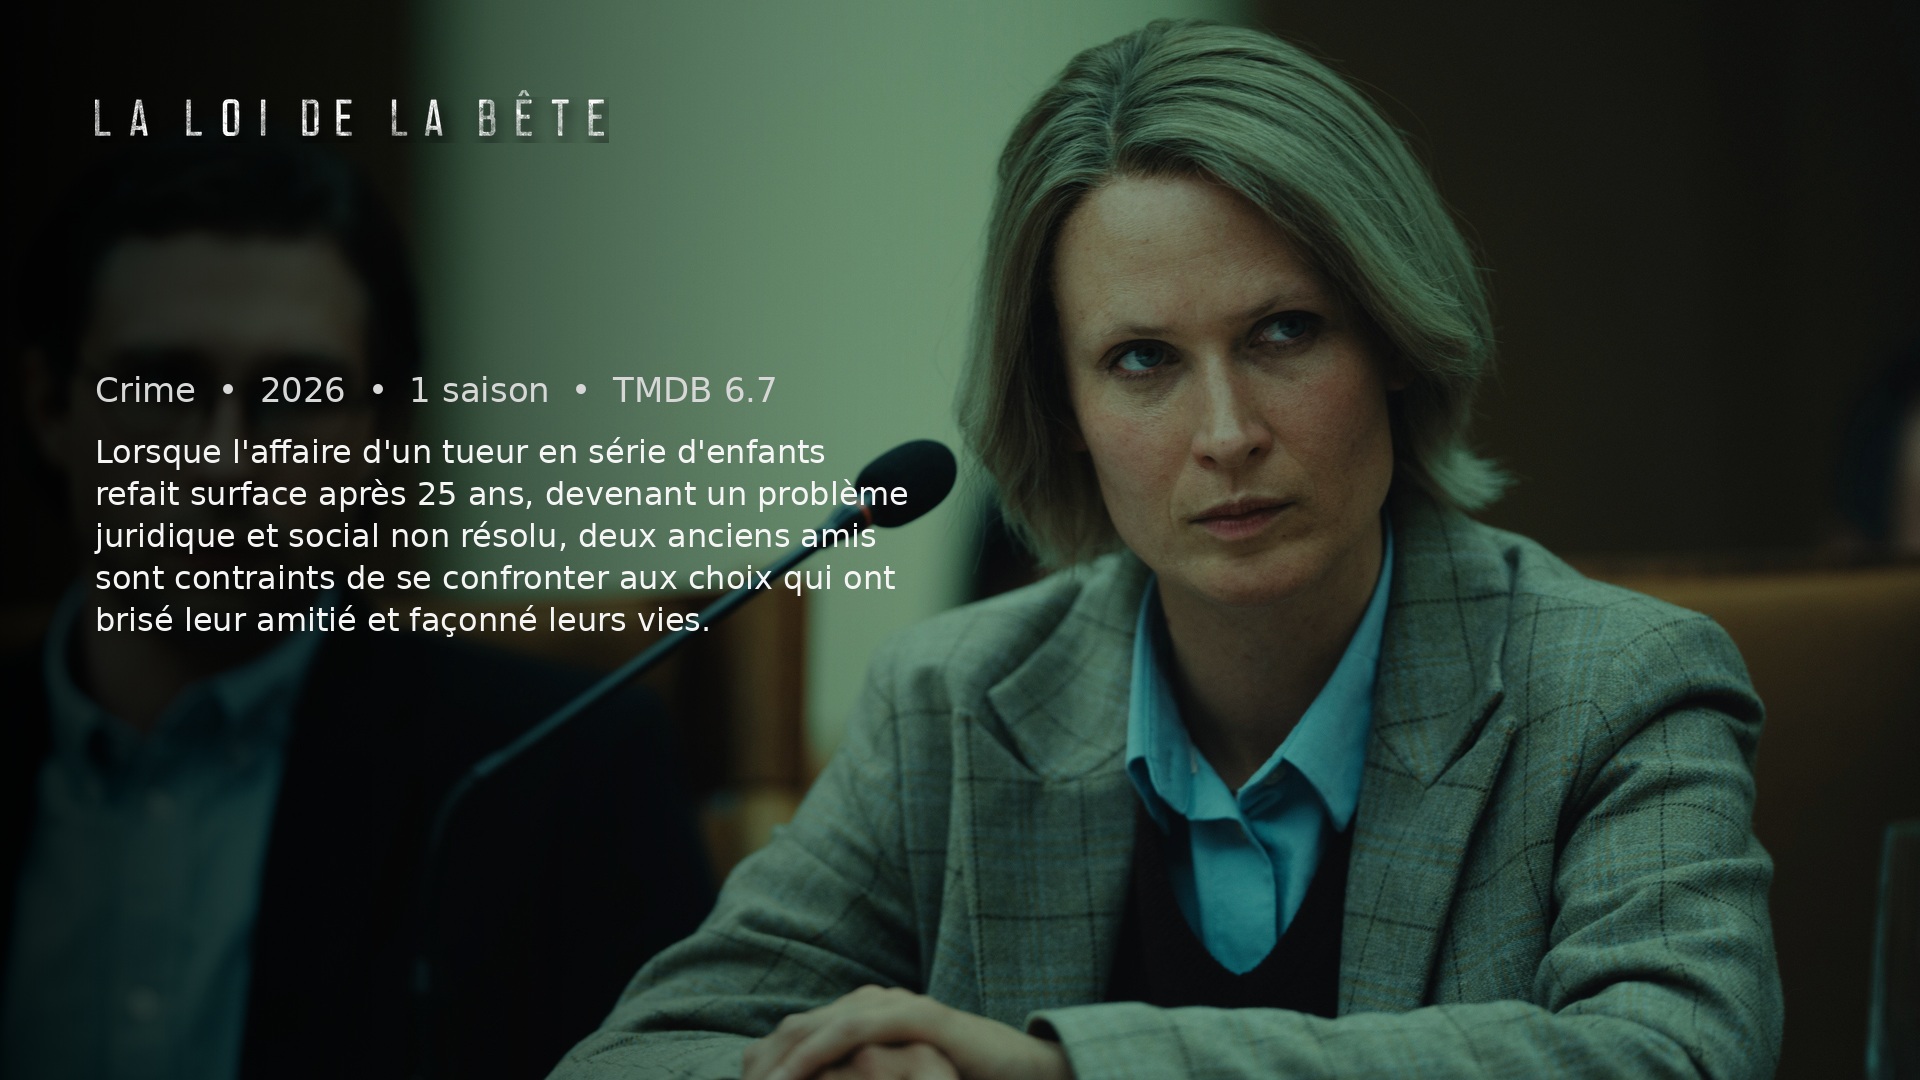 LA LOI DE LA BÊTE
Crime • 2026 • 1 saison • TMDB 6.7
Lorsque l'affaire d'un tueur en série d'enfants
refait surface après 25 ans, devenant un problème
juridique et social non résolu, deux anciens amis
sont contraints de se confronter aux choix qui ont
brisé leur amitié et façonné leurs vies.